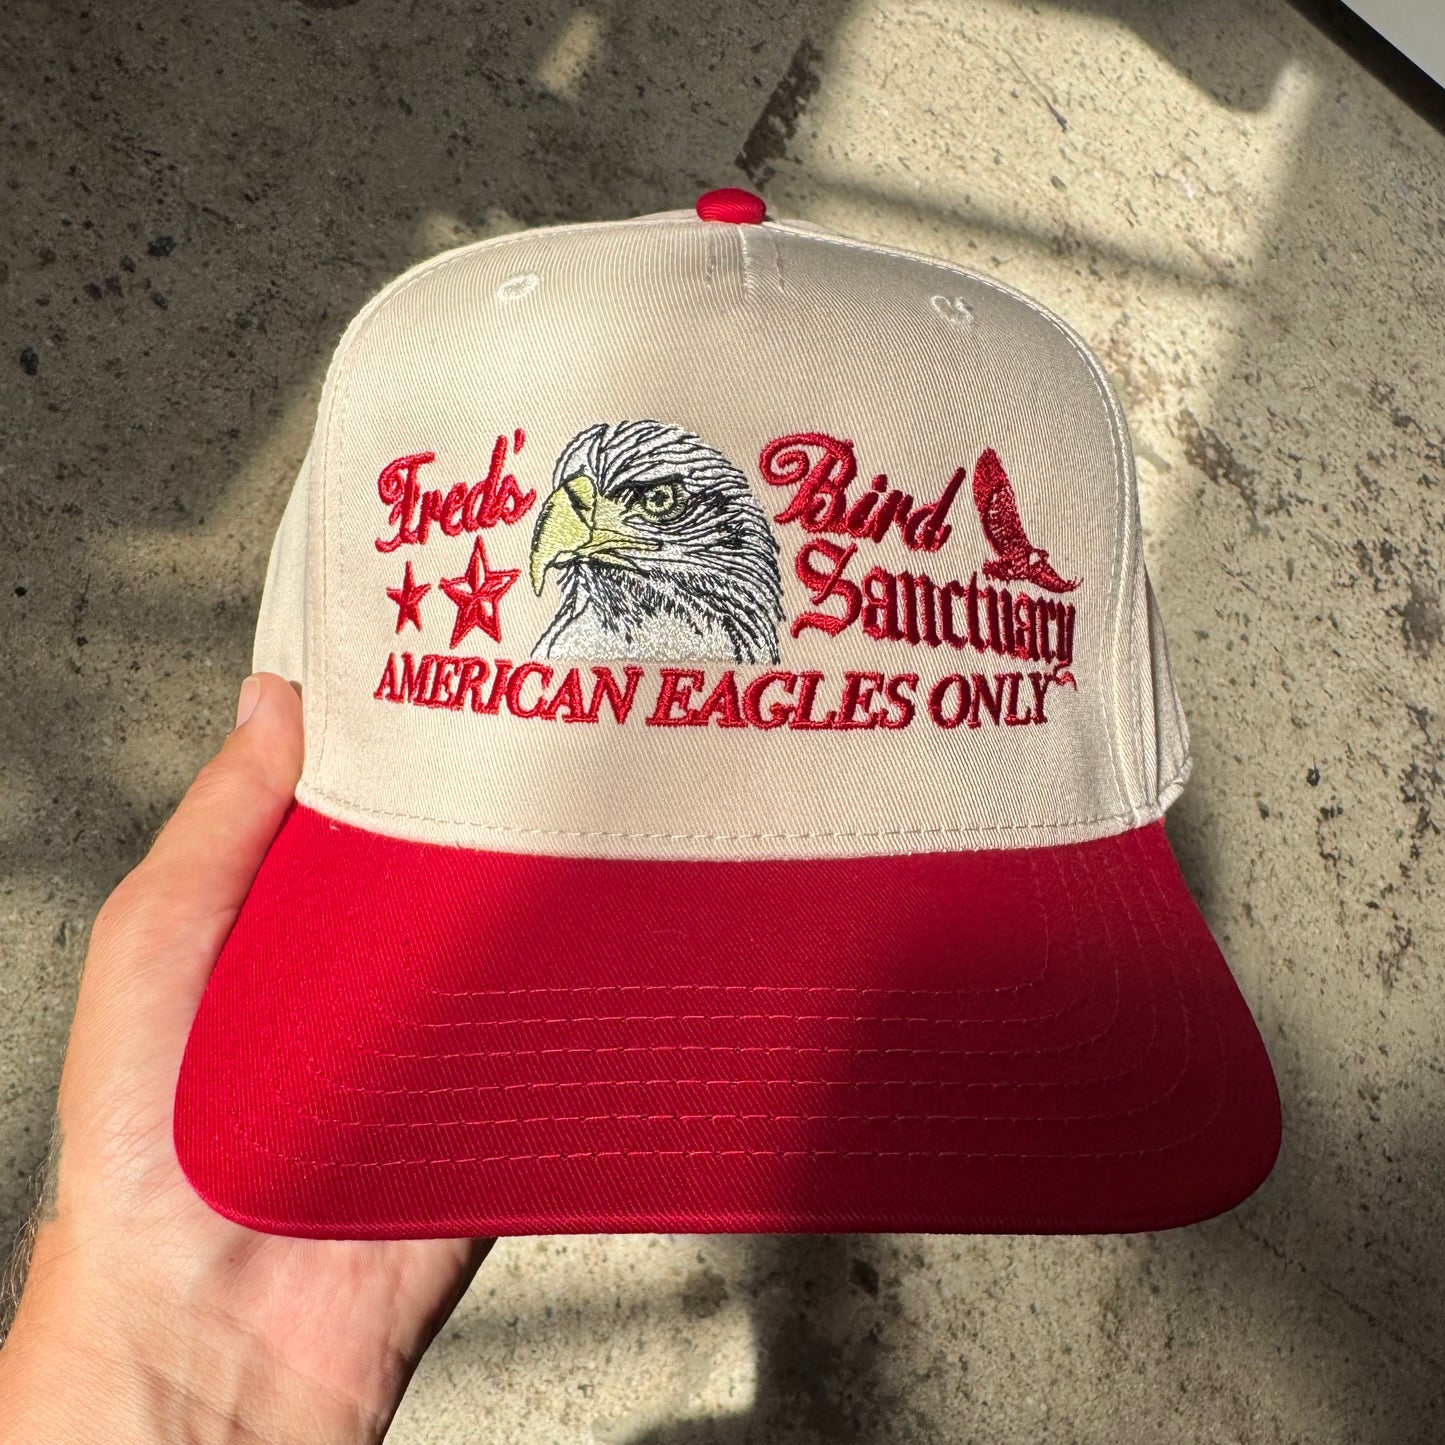 Fred's'
Bird
Sanctuary
AMERICAN EAGLES ONLY